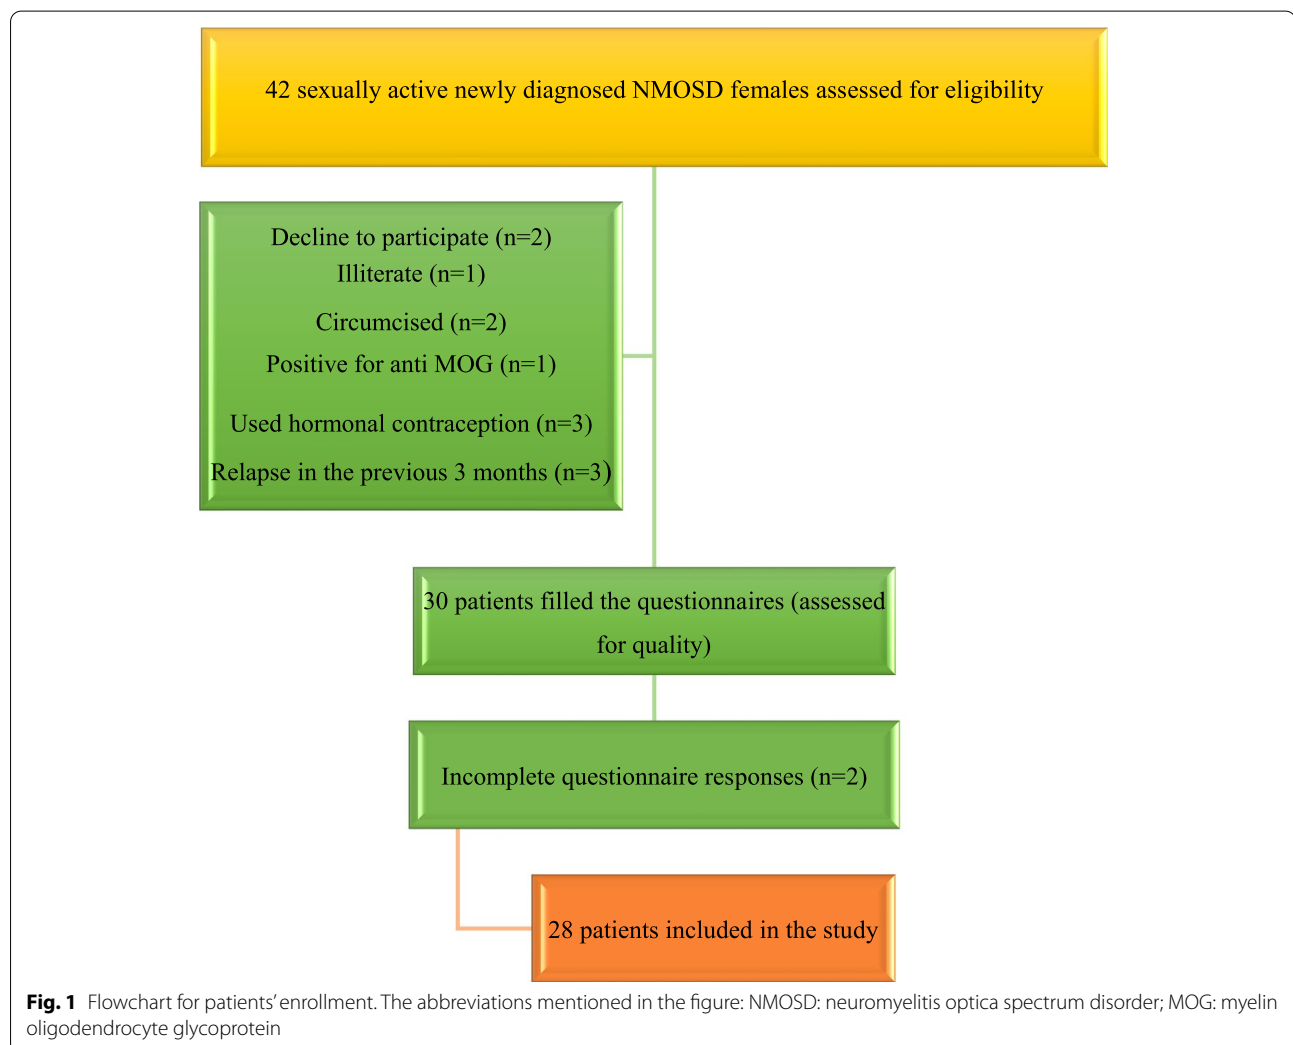 42 sexually active newly diagnosed NMOSD females assessed for eligibility
Decline to participate (n=2)
Illiterate (n=1)
Circumcised (n=2)
Positive for anti MOG (n=1)
Used hormonal contraception (n=3)
Relapse in the previous 3 months (n=3)
30 patients filled the questionnaires (assessed
for quality)
Incomplete questionnaire responses (n=2)
28 patients included in the study
Fig. 1 Flowchart for patients’ enrollment. The abbreviations mentioned in the figure: NMOSD: neuromyelitis optica spectrum disorder; MOG: myelin
oligodendrocyte glycoprotein